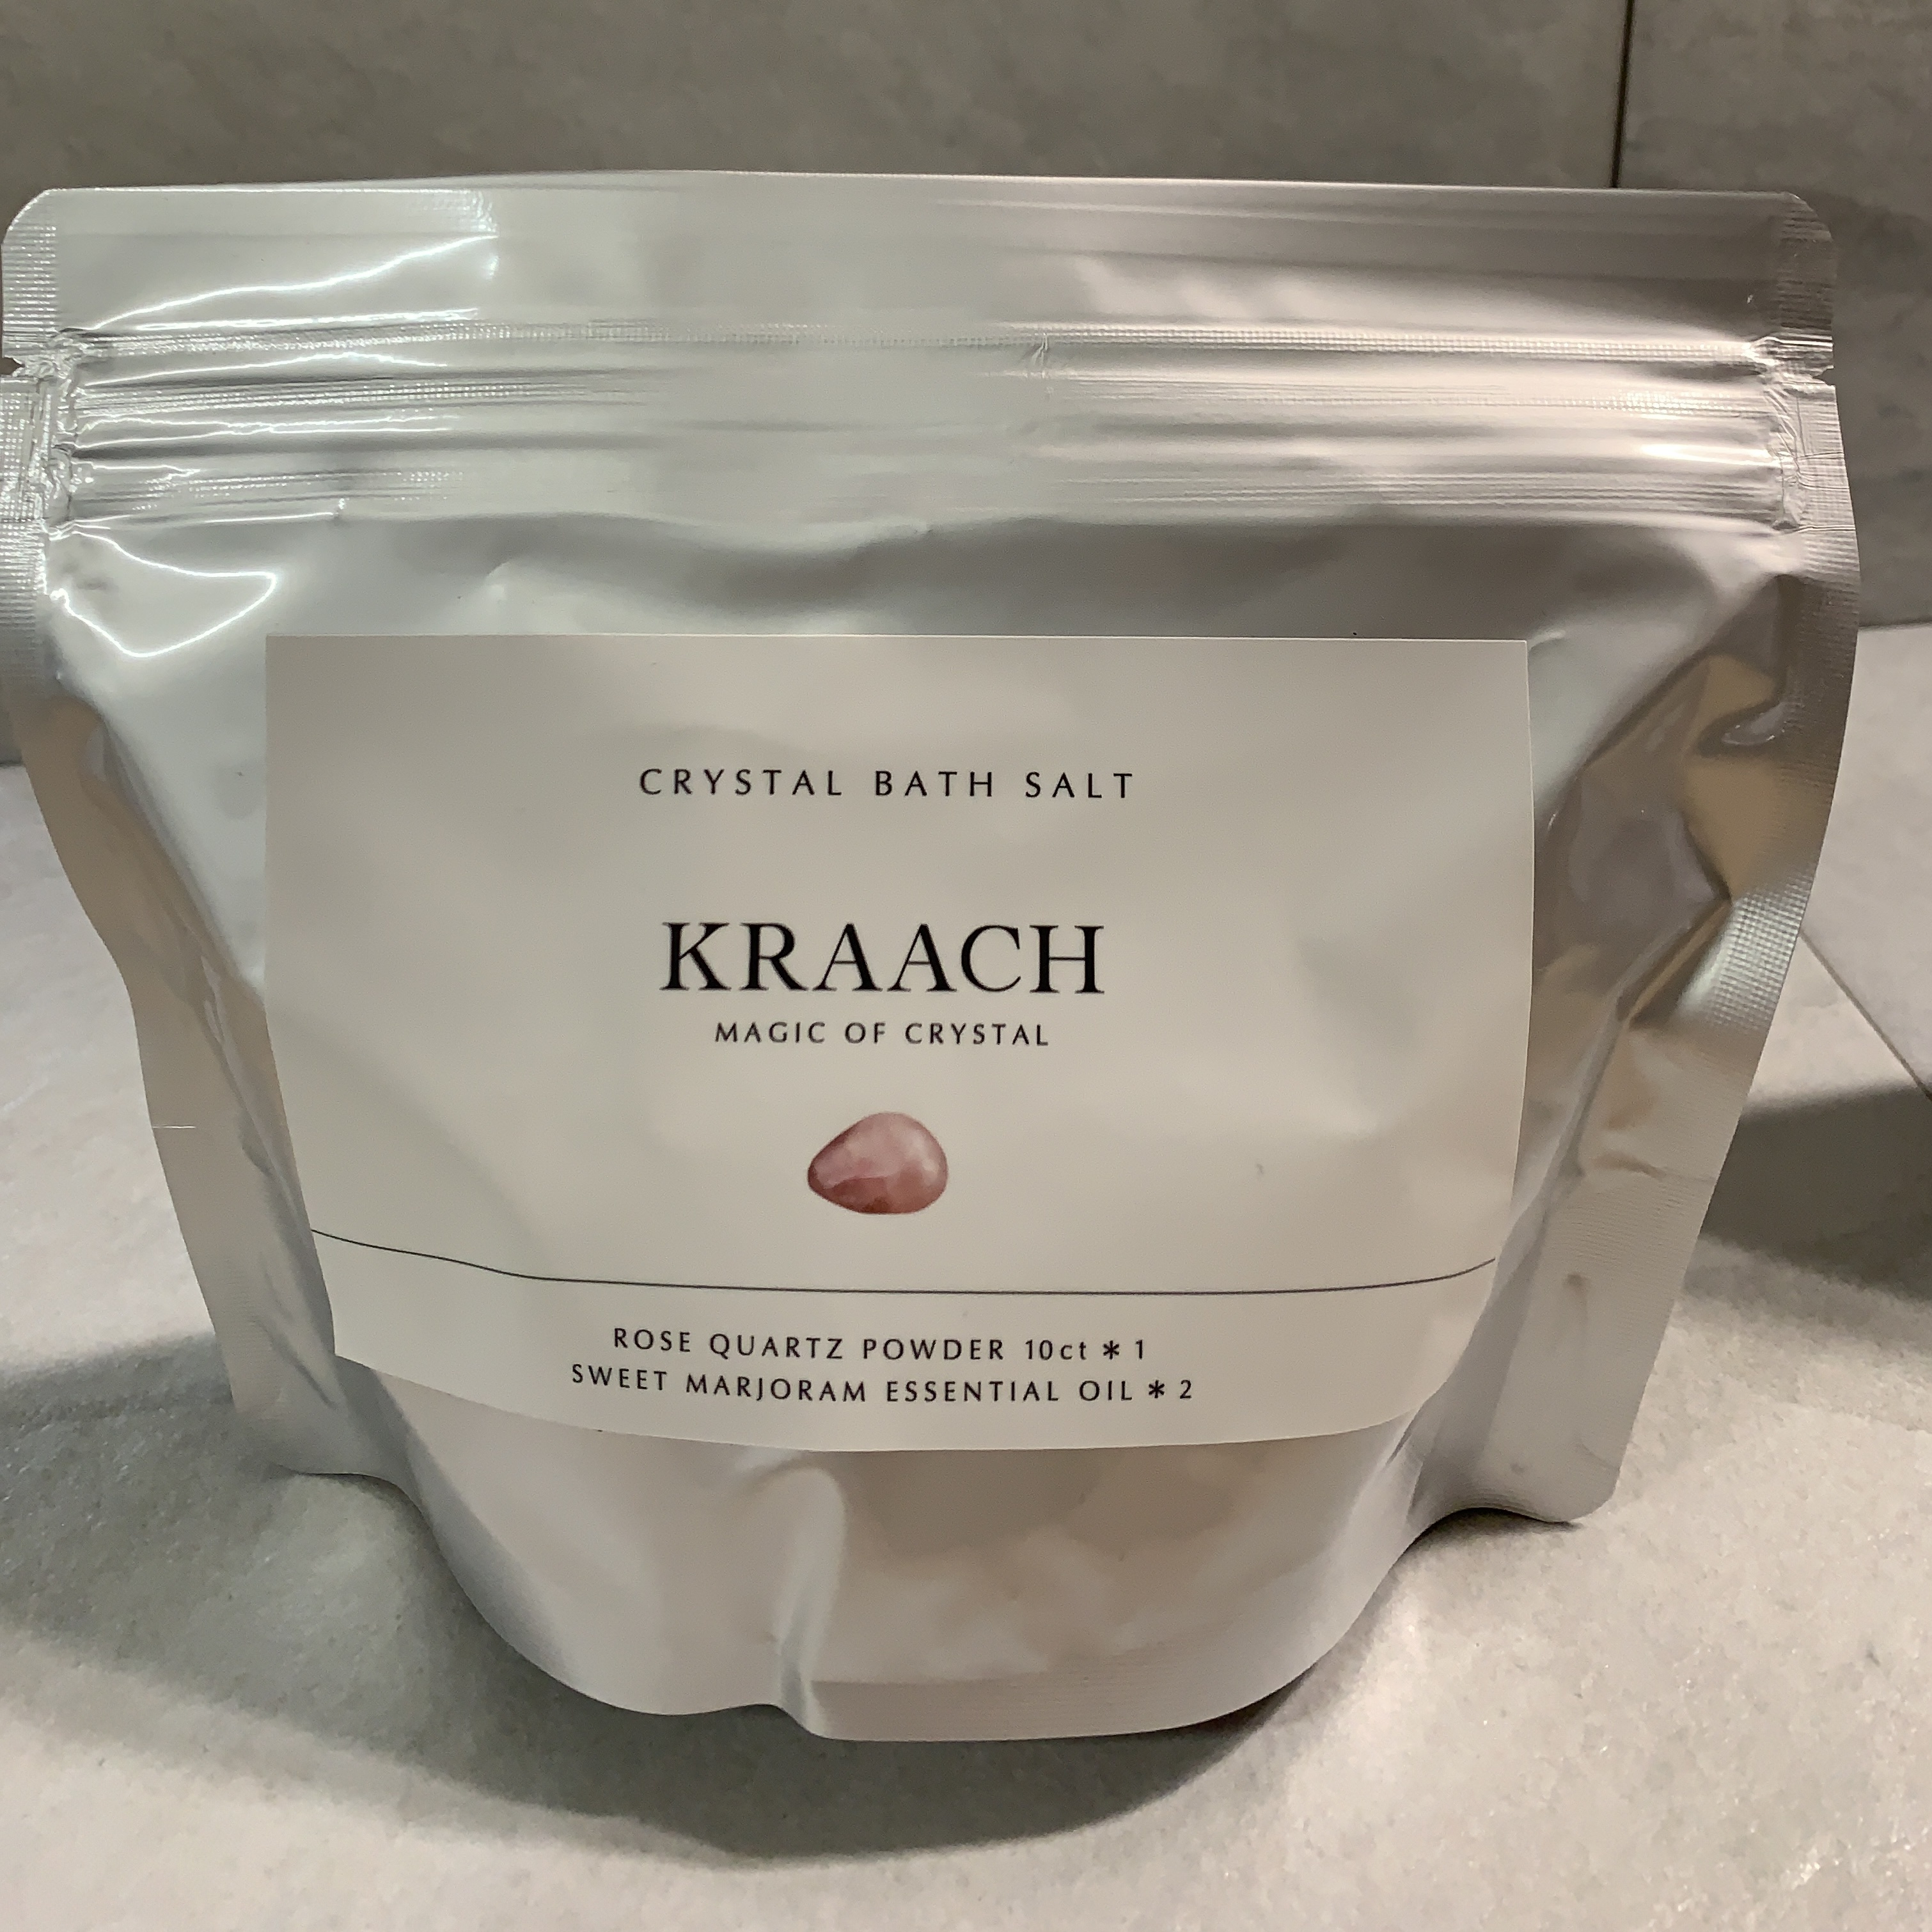 CRYSTAL BATH SALT
KRAACH
MAGIC OF CRYSTAL
ROSE QUARTZ POWDER 10ct * 1
SWEET MARJORAM ESSENTIAL OIL * 2